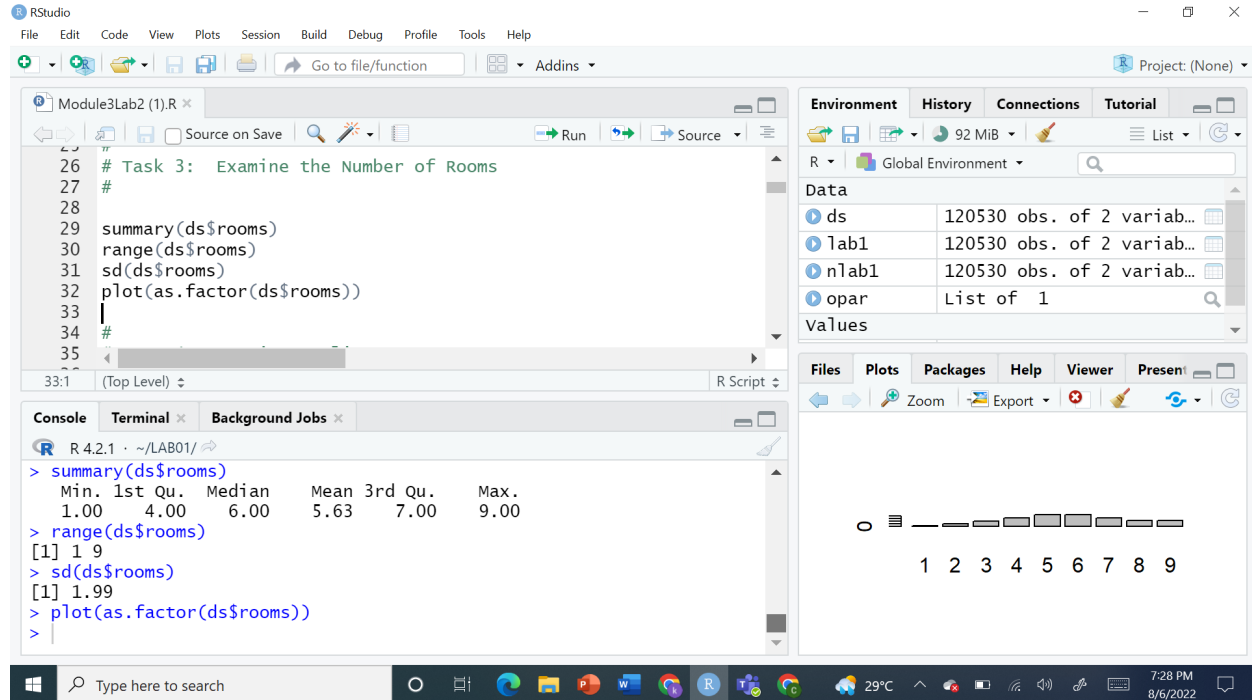 RStudio
File Edit Code View Plots Session Build Debug Profile Tools Help
Go to file/function Addins Project: (None)
Module3Lab2 (1).R
Source on Save Run Source
26 # Task 3: Examine the Number of Rooms
27 #
28
29 summary(ds$rooms)
30 range(ds$rooms)
31 sd(ds$rooms)
32 plot(as.factor(ds$rooms))
33
34 #
35
33:1 (Top Level) R Script
Console Terminal Background Jobs
R 4.2.1 · ~/LAB01/
> summary(ds$rooms)
Min. 1st Qu. Median Mean 3rd Qu. Max.
1.00 4.00 6.00 5.63 7.00 9.00
> range(ds$rooms)
[1] 1 9
> sd(ds$rooms)
[1] 1.99
> plot(as.factor(ds$rooms))
>
Environment History Connections Tutorial
92 MiB List
R Global Environment
Data
ds 120530 obs. of 2 variab…
lab1 120530 obs. of 2 variab…
nlab1 120530 obs. of 2 variab…
opar List of 1
Values
Files Plots Packages Help Viewer Present
Zoom Export
0
1 2 3 4 5 6 7 8 9
Type here to search
29°C
7:28 PM
8/6/2022